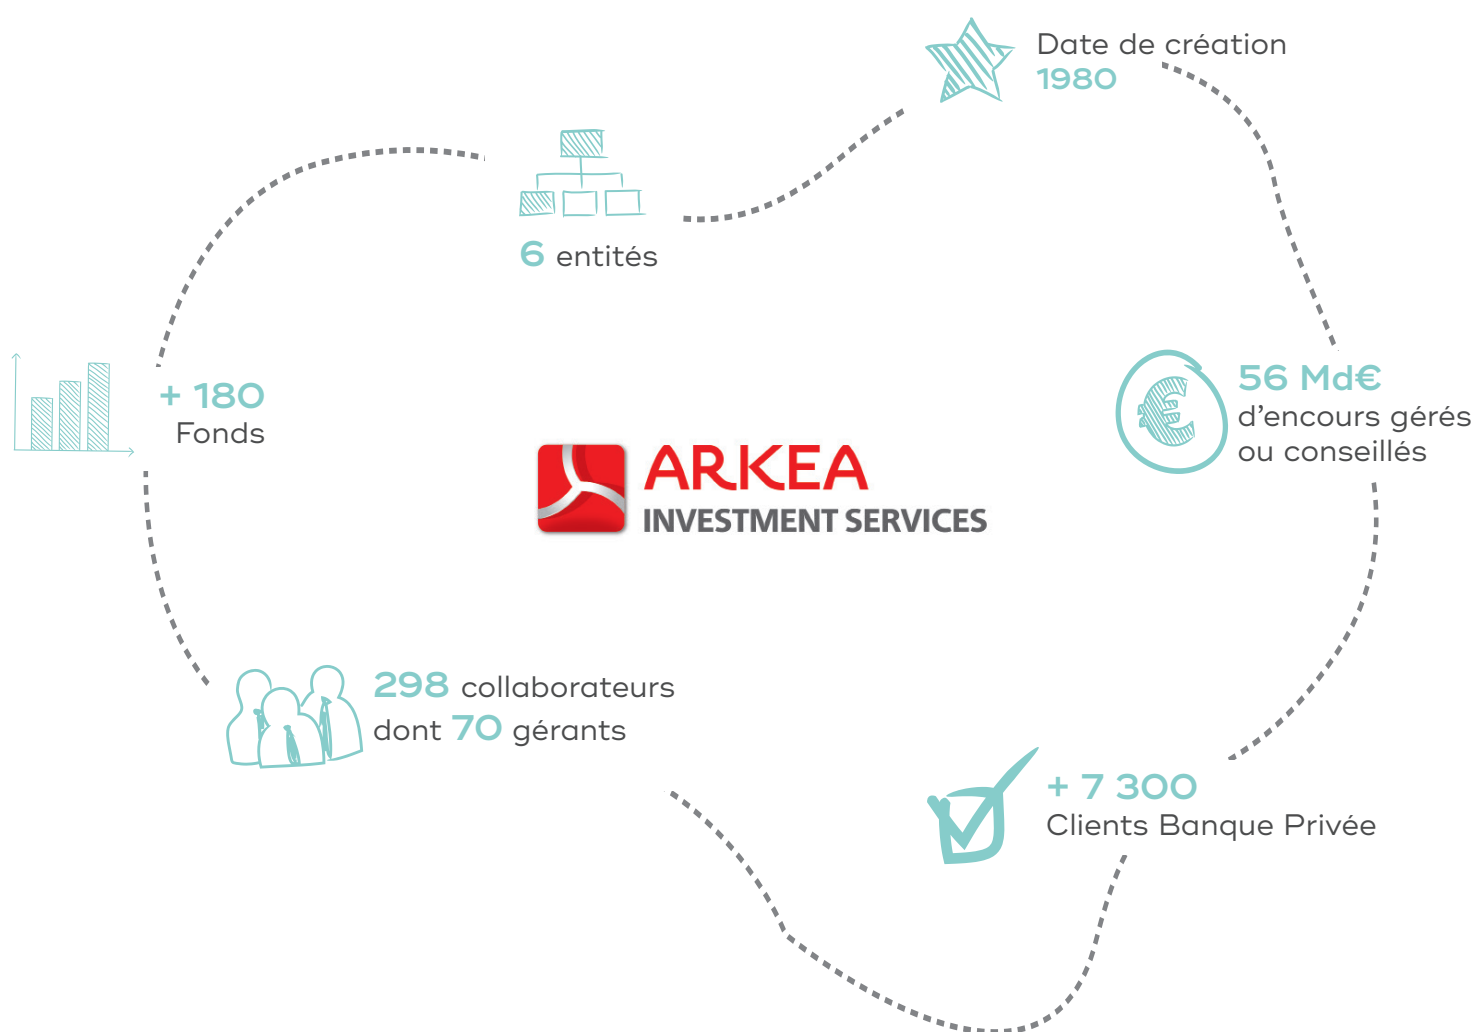 Date de création
1980
6 entités
56 Md€
d’encours gérés
ou conseillés
+ 180
Fonds
ARKEA
INVESTMENT SERVICES
298 collaborateurs
dont 70 gérants
+ 7 300
Clients Banque Privée